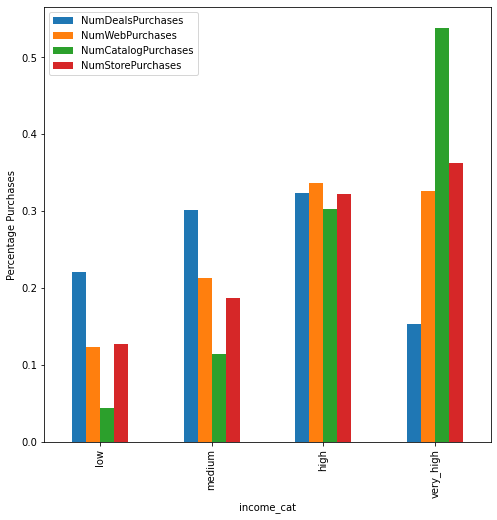 NumDealsPurchases
NumWebPurchases
NumCatalogPurchases
NumStorePurchases
Percentage Purchases
0.5
0.4
0.3
0.2
0.1
0.0
low
medium
high
very_high
income_cat